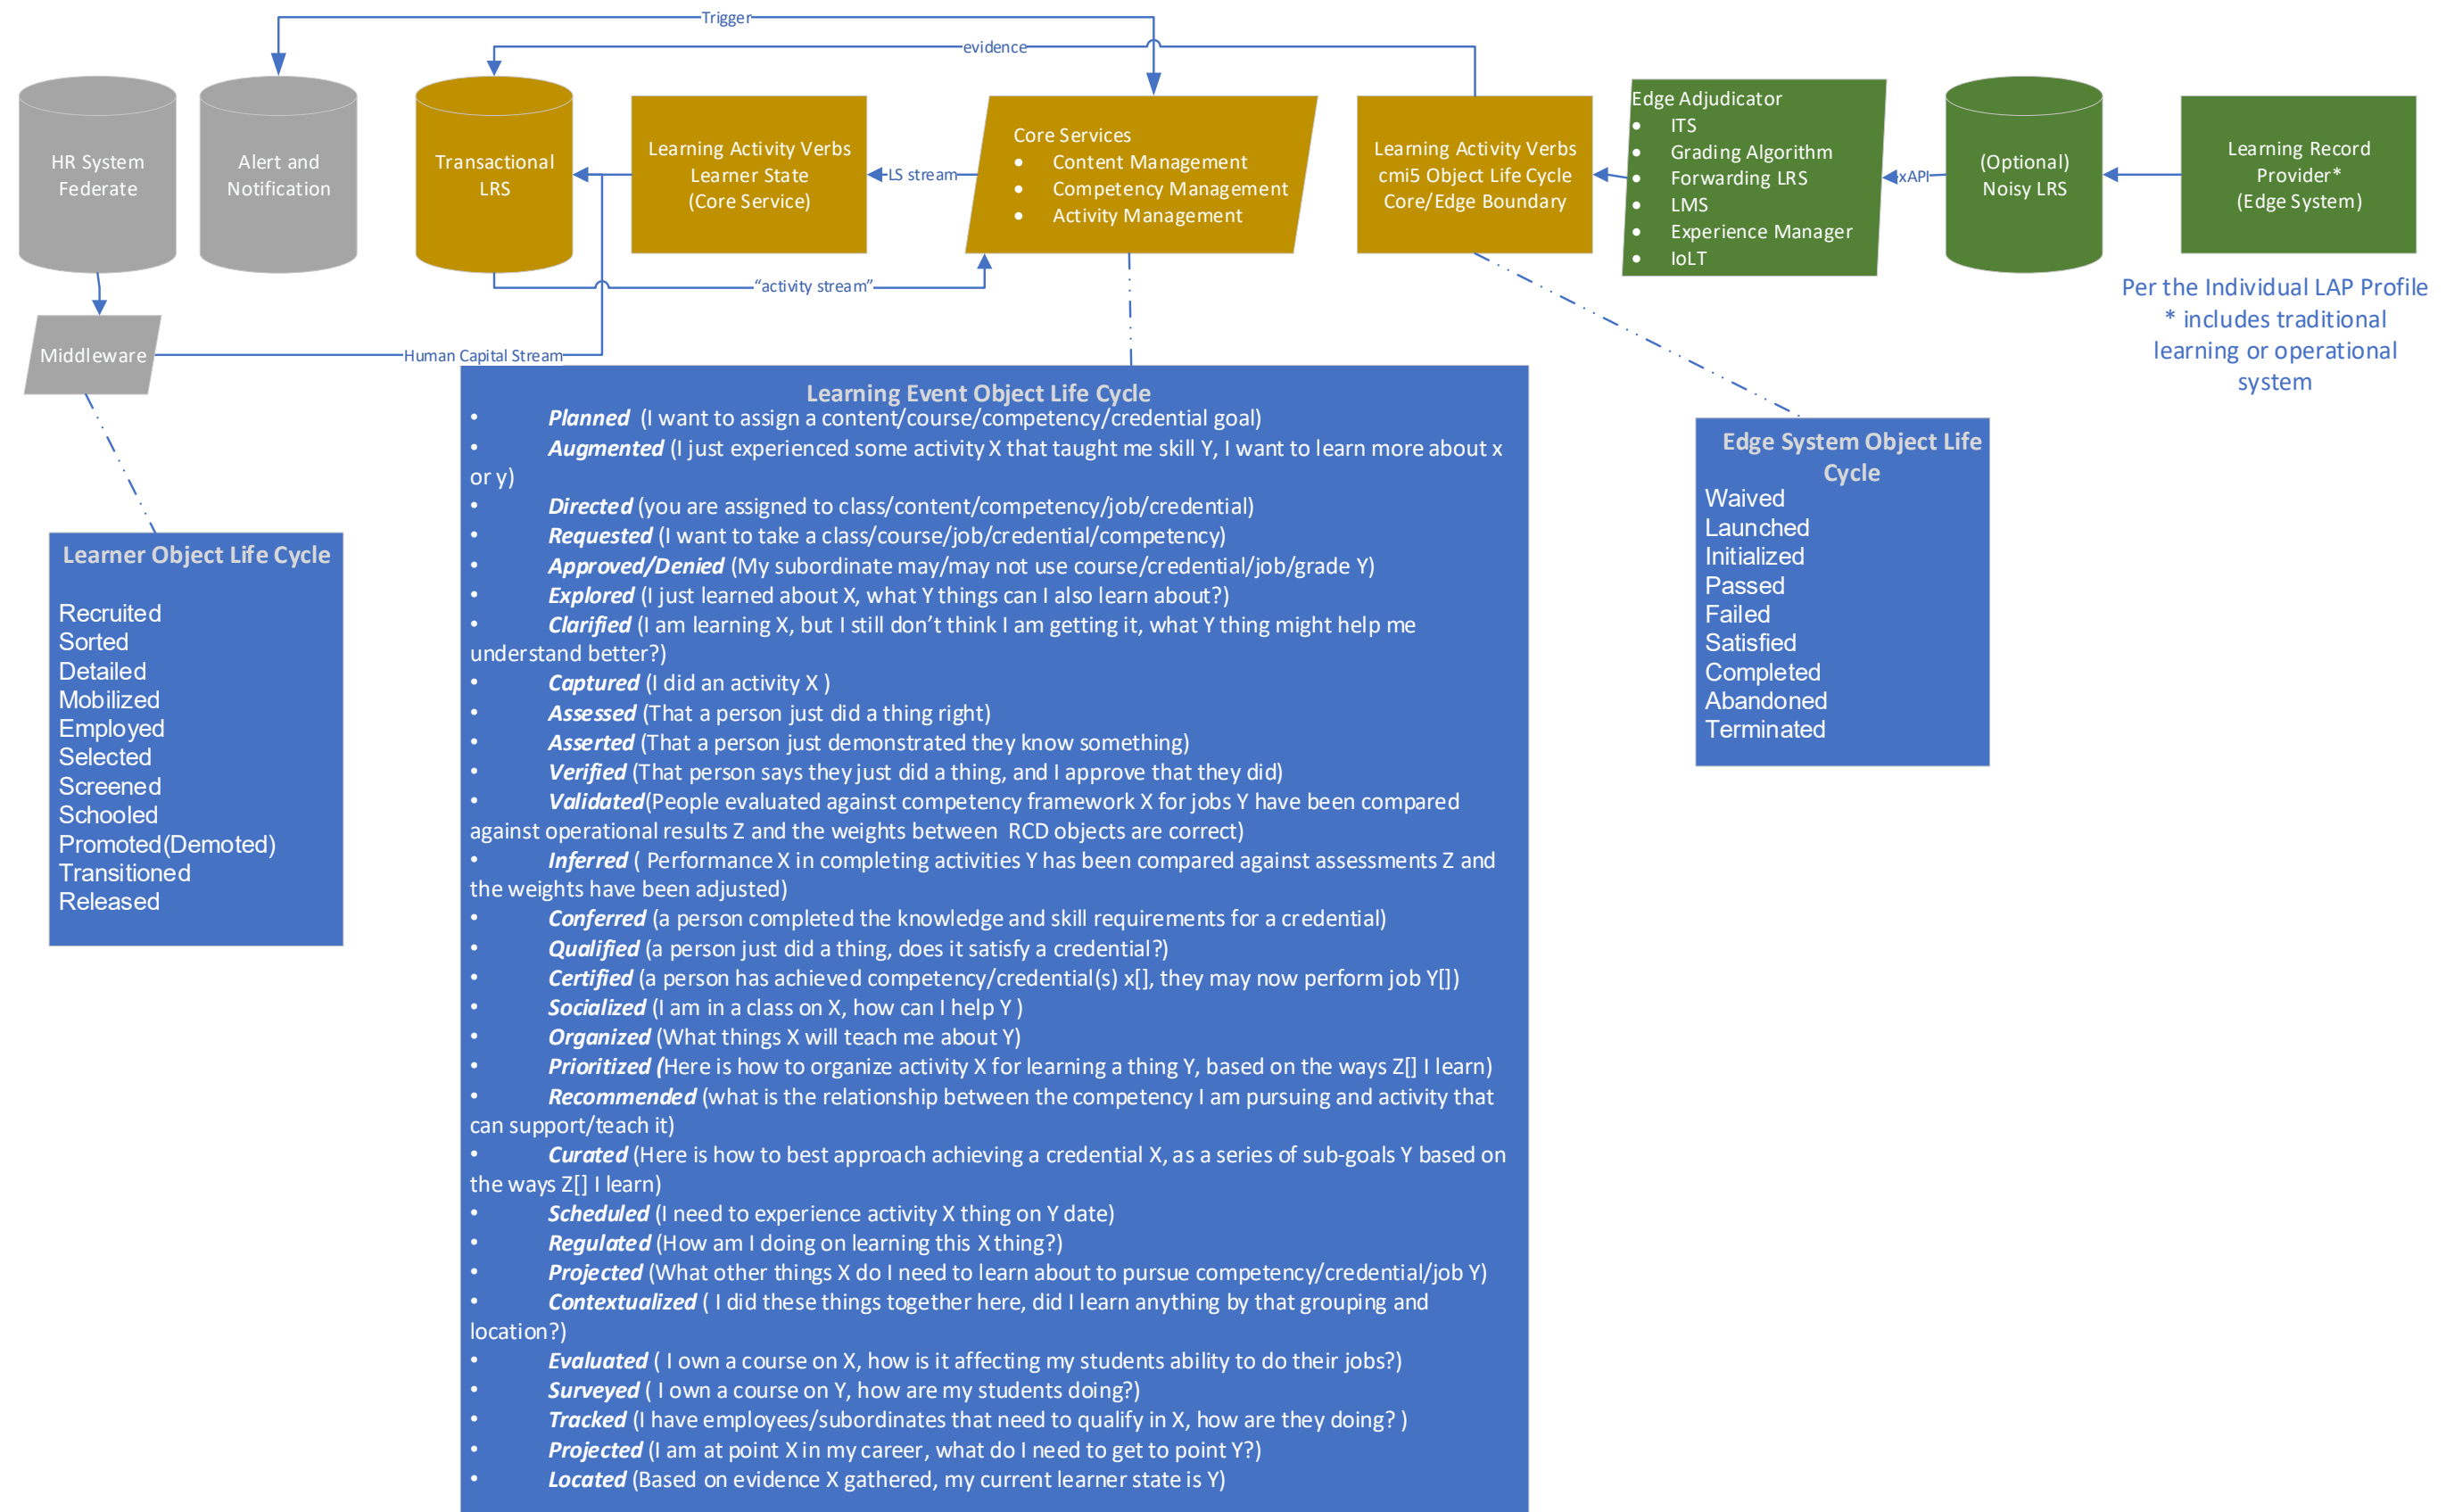 Trigger
evidence
HR System
Federate
Alert and
Notification
Transactional
LRS
Learning Activity Verbs
Learner State
(Core Service)
LS stream
Core Services
• Content Management
• Competency Management
• Activity Management
Learning Activity Verbs
cmi5 Object Life Cycle
Core/Edge Boundary
Edge Adjudicator
• ITS
• Grading Algorithm
• Forwarding LRS
• LMS
• Experience Manager
• IoLT
xAPI
(Optional)
Noisy LRS
Learning Record
Provider*
(Edge System)
"activity stream"
Per the Individual LAP Profile
* includes traditional
learning or operational
system
Middleware
Human Capital Stream
Learner Object Life Cycle
Recruited
Sorted
Detailed
Mobilized
Employed
Selected
Screened
Schooled
Promoted(Demoted)
Transitioned
Released
Learning Event Object Life Cycle
• Planned (I want to assign a content/course/competency/credential goal)
• Augmented (I just experienced some activity X that taught me skill Y, I want to learn more about x
or y)
• Directed (you are assigned to class/content/competency/job/credential)
• Requested (I want to take a class/course/job/credential/competency)
• Approved/Denied (My subordinate may/may not use course/credential/job/grade Y)
• Explored (I just learned about X, what Y things can I also learn about?)
• Clarified (I am learning X, but I still don't think I am getting it, what Y thing might help me
understand better?)
• Captured (I did an activity X )
• Assessed (That a person just did a thing right)
• Asserted (That a person just demonstrated they know something)
• Verified (That person says they just did a thing, and I approve that they did)
• Validated(People evaluated against competency framework X for jobs Y have been compared
against operational results Z and the weights between RCD objects are correct)
• Inferred ( Performance X in completing activities Y has been compared against assessments Z and
the weights have been adjusted)
• Conferred (a person completed the knowledge and skill requirements for a credential)
• Qualified (a person just did a thing, does it satisfy a credential?)
• Certified (a person has achieved competency/credential(s) x[], they may now perform job Y[])
• Socialized (I am in a class on X, how can I help Y )
• Organized (What things X will teach me about Y)
• Prioritized (Here is how to organize activity X for learning a thing Y, based on the ways Z[] I learn)
• Recommended (what is the relationship between the competency I am pursuing and activity that
can support/teach it)
• Curated (Here is how to best approach achieving a credential X, as a series of sub-goals Y based on
the ways Z[] I learn)
• Scheduled (I need to experience activity X thing on Y date)
• Regulated (How am I doing on learning this X thing?)
• Projected (What other things X do I need to learn about to pursue competency/credential/job Y)
• Contextualized ( I did these things together here, did I learn anything by that grouping and
location?)
• Evaluated ( I own a course on X, how is it affecting my students ability to do their jobs?)
• Surveyed ( I own a course on Y, how are my students doing?)
• Tracked (I have employees/subordinates that need to qualify in X, how are they doing? )
• Projected (I am at point X in my career, what do I need to get to point Y?)
• Located (Based on evidence X gathered, my current learner state is Y)
Edge System Object Life
Cycle
Waived
Launched
Initialized
Passed
Failed
Satisfied
Completed
Abandoned
Terminated